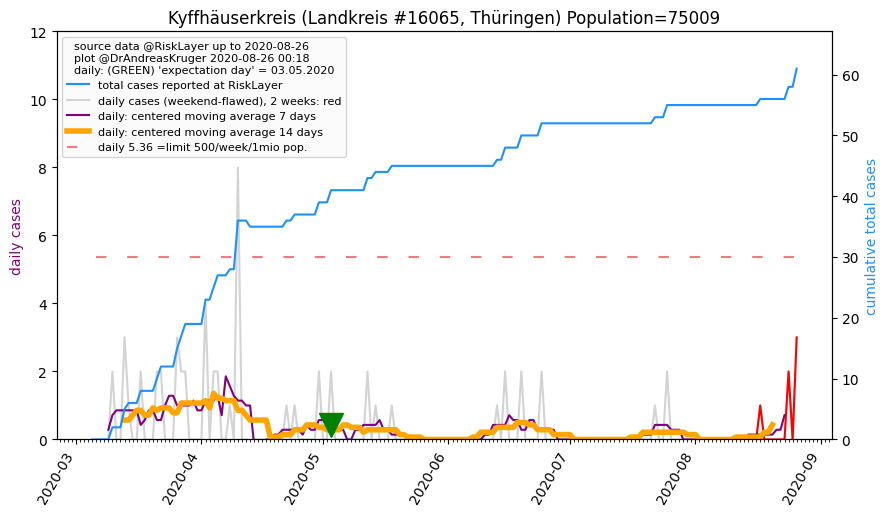 Kyffhäuserkreis (Landkreis #16065, Thüringen) Population=75009
source data @RiskLayer up to 2020-08-26
plot @DrAndreasKruger 2020-08-26 00:18
daily: (GREEN) 'expectation day' = 03.05.2020
total cases reported at RiskLayer
daily cases (weekend-flawed), 2 weeks: red
daily: centered moving average 7 days
daily: centered moving average 14 days
daily 5.36 =limit 500/week/1mio pop.
daily cases
12
10
8
6
4
2
0
cumulative total cases
60
50
40
30
20
10
0
2020-03
2020-04
2020-05
2020-06
2020-07
2020-08
2020-09